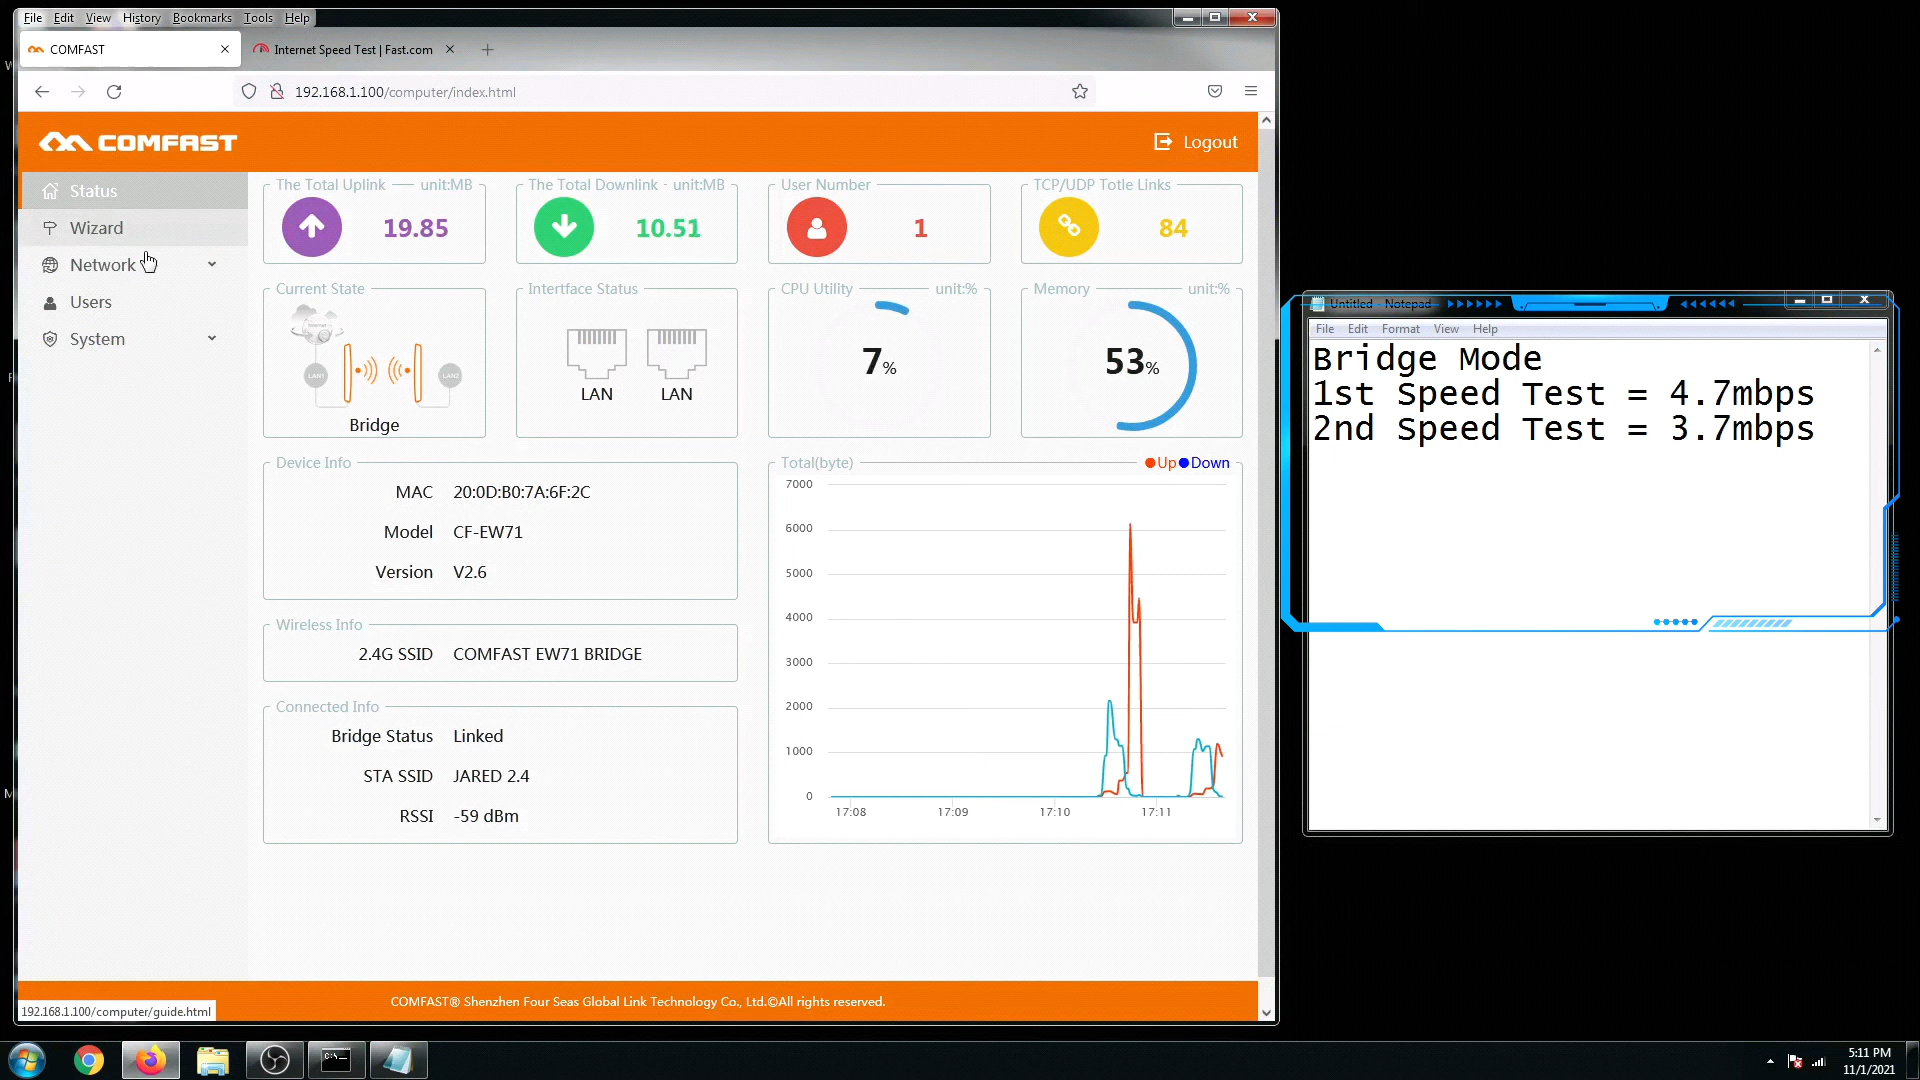 File Edit View History Bookmarks Tools Help
COMFAST
Internet Speed Test | Fast.com
192.168.1.100/computer/index.html
COMFAST
Logout
Status
Wizard
Network
Users
System
The Total Uplink unit:MB
19.85
The Total Downlink - unit:MB
10.51
User Number
1
TCP/UDP Totle Links
84
Current State
Internet
LAN1
LAN2
Bridge
Intertface Status
LAN LAN
CPU Utility unit:%
7%
Memory unit:%
53%
Device Info
MAC 20:0D:B0:7A:6F:2C
Model CF-EW71
Version V2.6
Wireless Info
2.4G SSID COMFAST EW71 BRIDGE
Connected Info
Bridge Status Linked
STA SSID JARED 2.4
RSSI -59 dBm
Total(byte) Up Down
7000
6000
5000
4000
3000
2000
1000
0
17:08 17:09 17:10 17:11
COMFAST® Shenzhen Four Seas Global Link Technology Co., Ltd.©All rights reserved.
192.168.1.100/computer/guide.html
Untitled - Notepad
File Edit Format View Help
Bridge Mode
1st Speed Test = 4.7mbps
2nd Speed Test = 3.7mbps
C:\
5:11 PM
11/1/2021